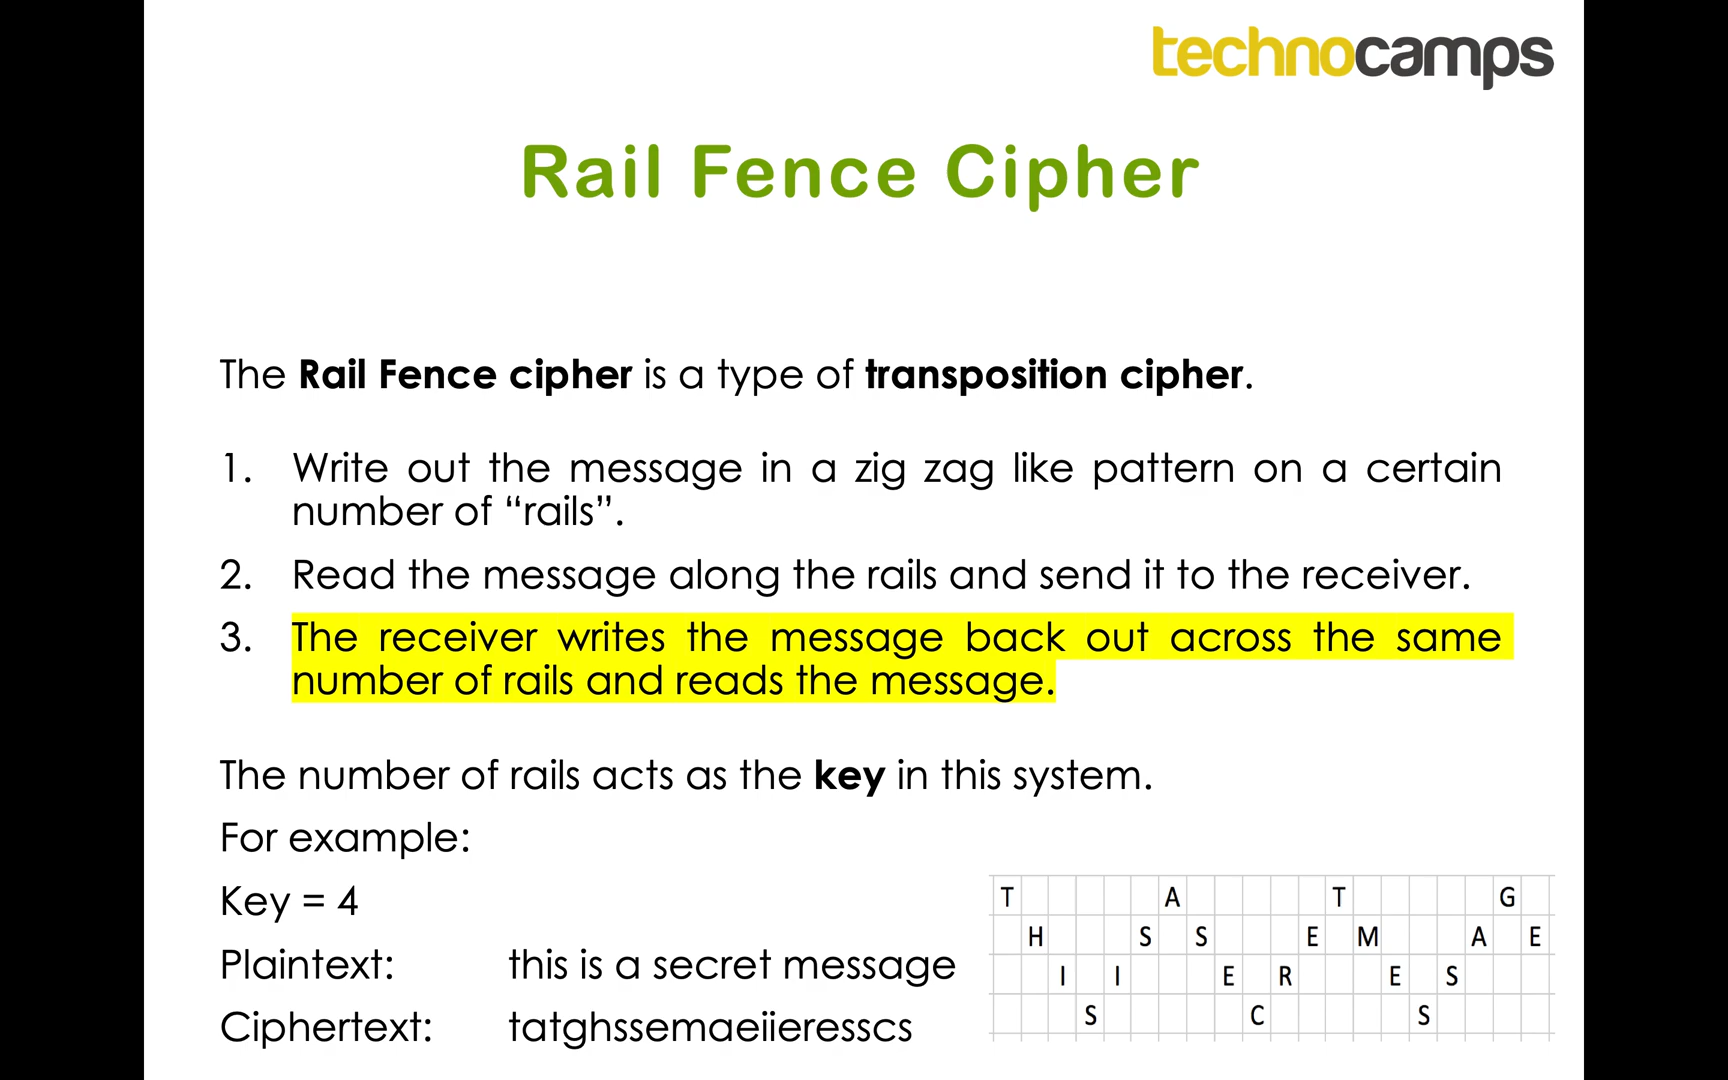 technocamps
Rail Fence Cipher
The Rail Fence cipher is a type of transposition cipher.
1. Write out the message in a zig zag like pattern on a certain
number of “rails”.
2. Read the message along the rails and send it to the receiver.
3. The receiver writes the message back out across the same
number of rails and reads the message.
The number of rails acts as the key in this system.
For example:
Key = 4
Plaintext: this is a secret message
Ciphertext: tatghssemaeiieresscs
T A T G
H S S E M A E
I I E R E S
S C S